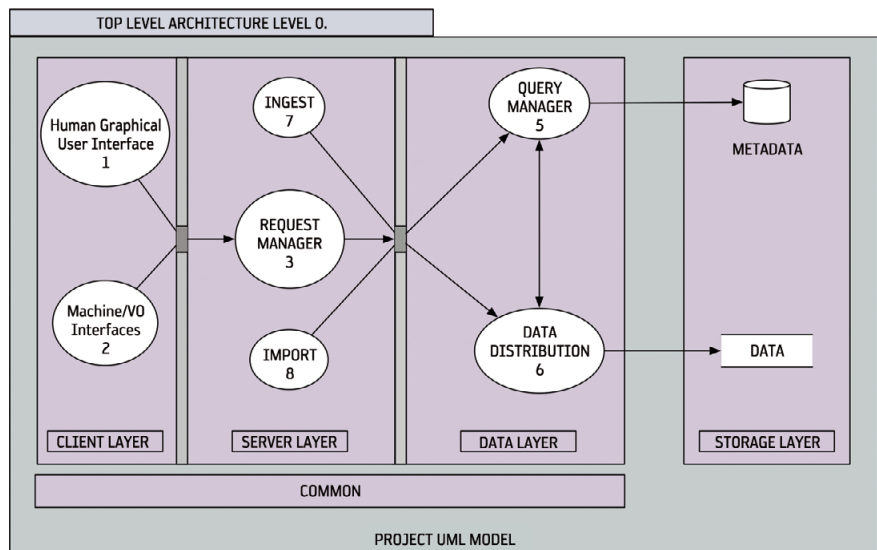 TOP LEVEL ARCHITECTURE LEVEL 0.
Human Graphical
User Interface
1
Machine/VO
Interfaces
2
CLIENT LAYER
INGEST
7
REQUEST
MANAGER
3
IMPORT
8
SERVER LAYER
QUERY
MANAGER
5
DATA
DISTRIBUTION
6
DATA LAYER
METADATA
DATA
STORAGE LAYER
COMMON
PROJECT UML MODEL